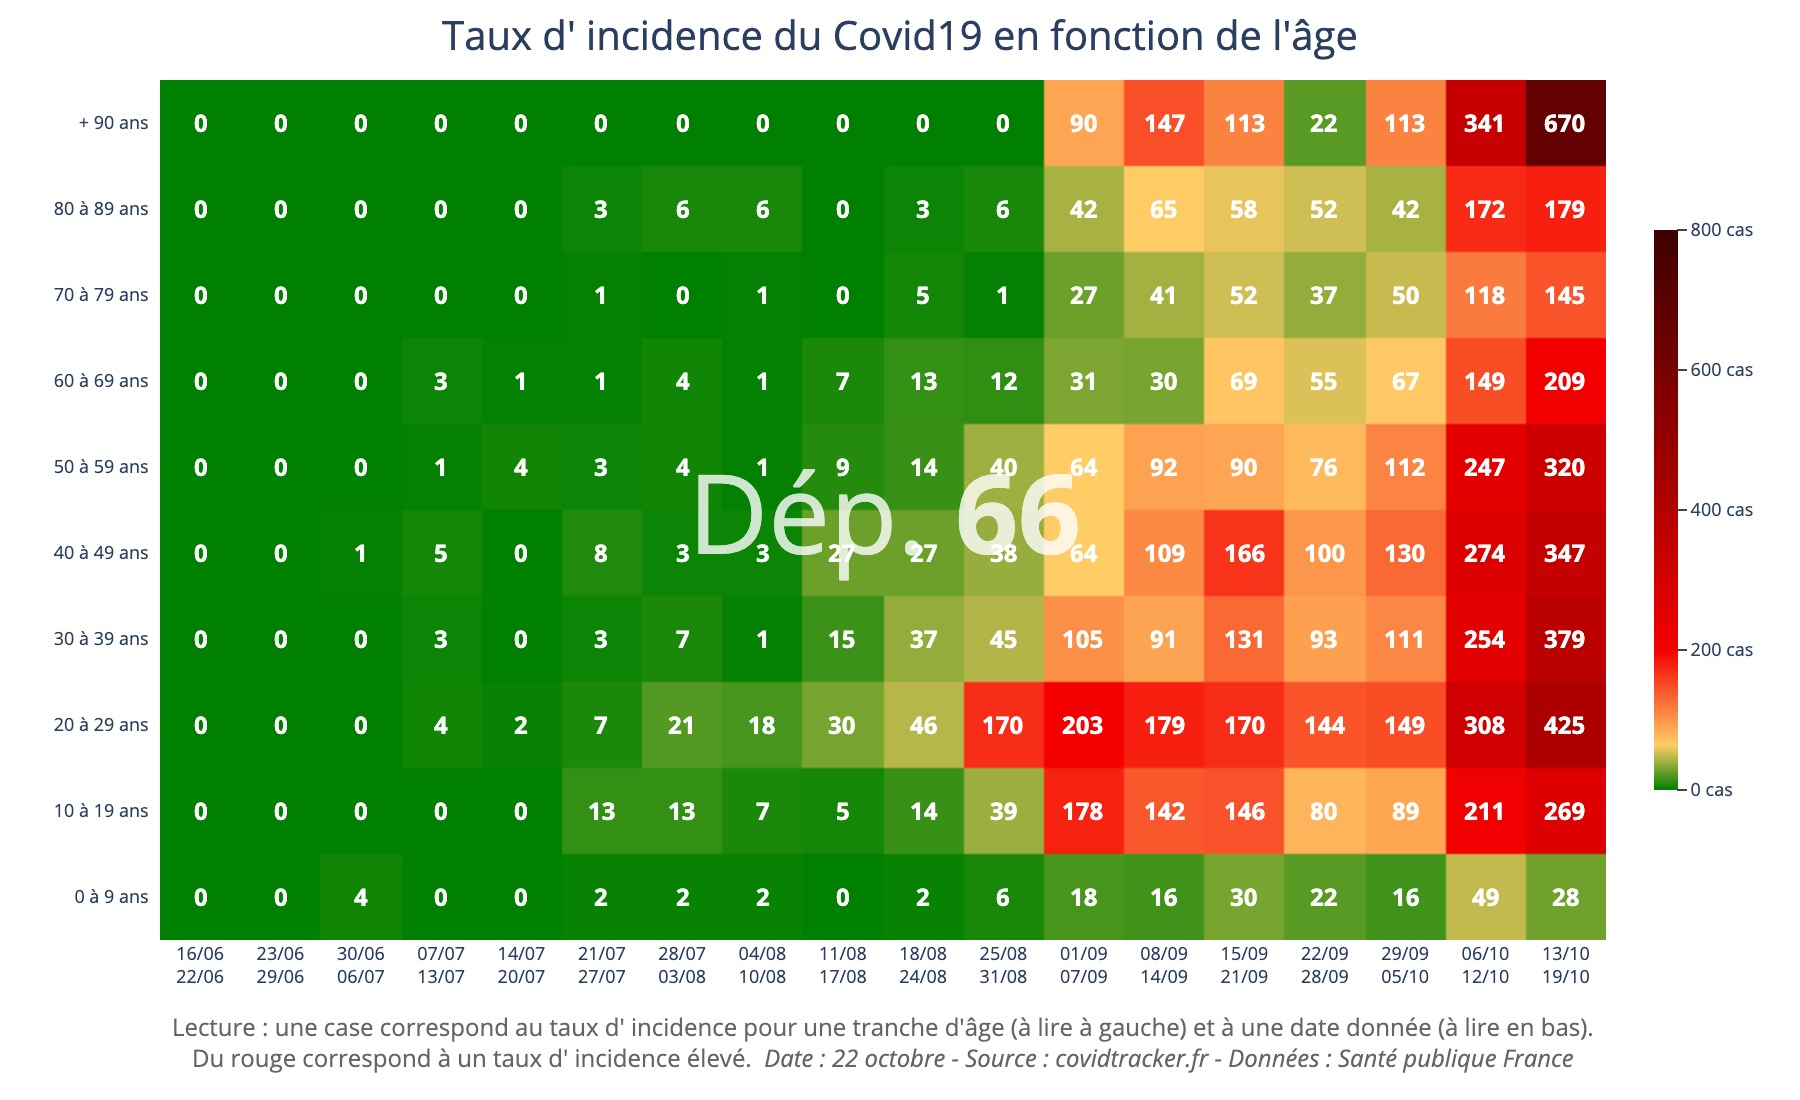 Taux d' incidence du Covid19 en fonction de l'âge
+ 90 ans 0 0 0 0 0 0 0 0 0 0 0 90 147 113 22 113 341 670
80 à 89 ans 0 0 0 0 0 3 6 6 0 3 6 42 65 58 52 42 172 179
800 cas
70 à 79 ans 0 0 0 0 0 1 0 1 0 5 1 27 41 52 37 50 118 145
60 à 69 ans 0 0 0 3 1 1 4 1 7 13 12 31 30 69 55 67 149 209
600 cas
50 à 59 ans 0 0 0 1 4 3 4 1 9 14 40 64 92 90 76 112 247 320
Dép. 66
400 cas
40 à 49 ans 0 0 1 5 0 8 3 3 27 27 38 64 109 166 100 130 274 347
30 à 39 ans 0 0 0 3 0 3 7 1 15 37 45 105 91 131 93 111 254 379
200 cas
20 à 29 ans 0 0 0 4 2 7 21 18 30 46 170 203 179 170 144 149 308 425
0 cas
10 à 19 ans 0 0 0 0 0 13 13 7 5 14 39 178 142 146 80 89 211 269
0 à 9 ans 0 0 4 0 0 2 2 2 0 2 6 18 16 30 22 16 49 28
16/06 23/06 30/06 07/07 14/07 21/07 28/07 04/08 11/08 18/08 25/08 01/09 08/09 15/09 22/09 29/09 06/10 13/10
22/06 29/06 06/07 13/07 20/07 27/07 03/08 10/08 17/08 24/08 31/08 07/09 14/09 21/09 28/09 05/10 12/10 19/10
Lecture : une case correspond au taux d' incidence pour une tranche d'âge (à lire à gauche) et à une date donnée (à lire en bas).
Du rouge correspond à un taux d' incidence élevé. Date : 22 octobre - Source : covidtracker.fr - Données : Santé publique France